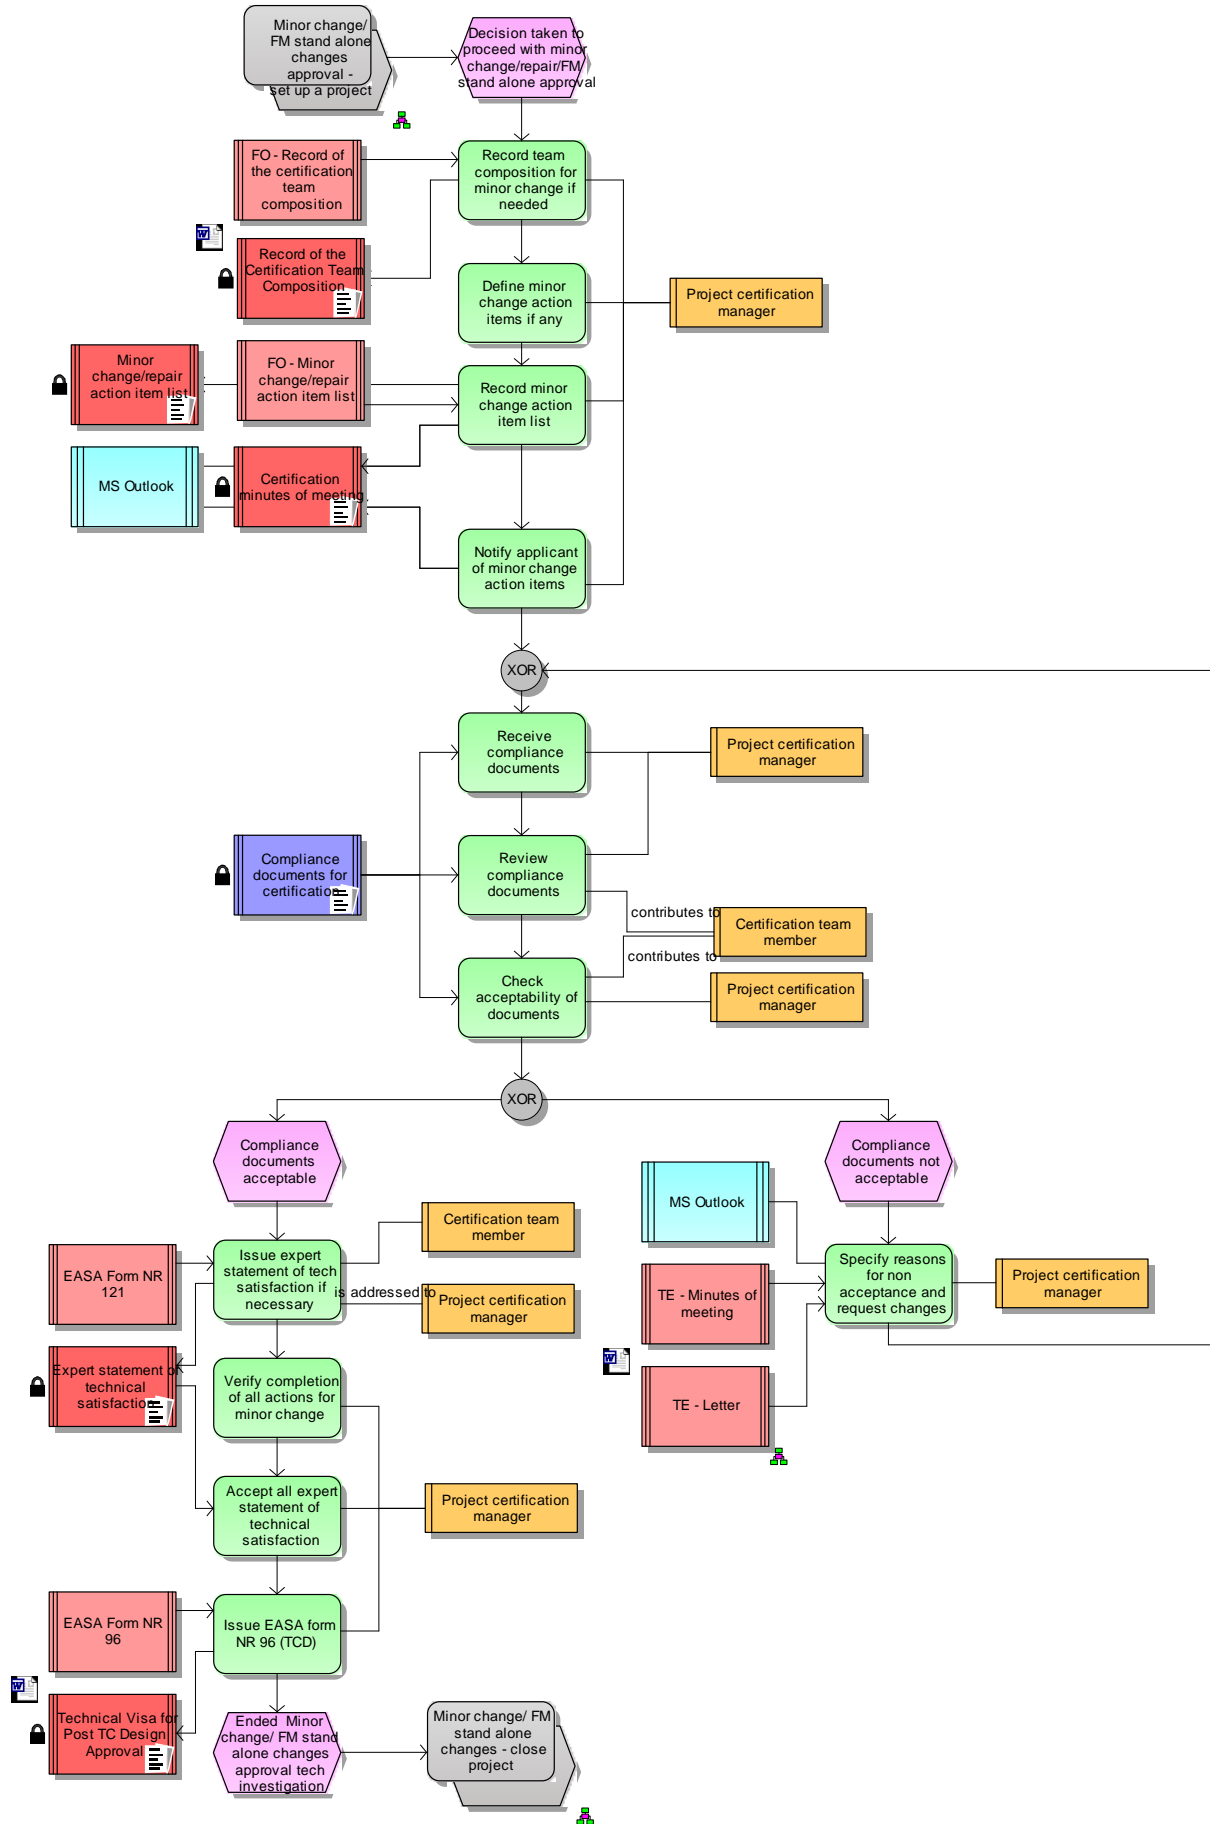 Minor change/
FM stand alone
changes
approval -
set up a project
Decision taken to
proceed with minor
change/repair/FM
stand alone approval
FO - Record of
the certification
team
composition
Record team
composition for
minor change if
needed
Record of the
Certification Team
Composition
Define minor
change action
items if any
Project certification
manager
Minor
change/repair
action item list
FO - Minor
change/repair
action item list
Record minor
change action
item list
MS Outlook
Certification
minutes of meeting
Notify applicant
of minor change
action items
XOR
Receive
compliance
documents
Project certification
manager
Compliance
documents for
certification
Review
compliance
documents
contributes to
Certification team
member
contributes to
Check
acceptability of
documents
Project certification
manager
XOR
Compliance
documents
acceptable
Compliance
documents not
acceptable
MS Outlook
Certification team
member
EASA Form NR
121
Issue expert
statement of tech
satisfaction if
necessary
is addressed to
Project certification
manager
Specify reasons
for non
acceptance and
request changes
Project certification
manager
TE - Minutes of
meeting
Expert statement of
technical
satisfaction
Verify completion
of all actions for
minor change
TE - Letter
Accept all expert
statement of
technical
satisfaction
Project certification
manager
EASA Form NR
96
Issue EASA form
NR 96 (TCD)
Technical Visa for
Post TC Design
Approval
Ended Minor
change/ FM stand
alone changes
approval tech
investigation
Minor change/ FM
stand alone
changes - close
project